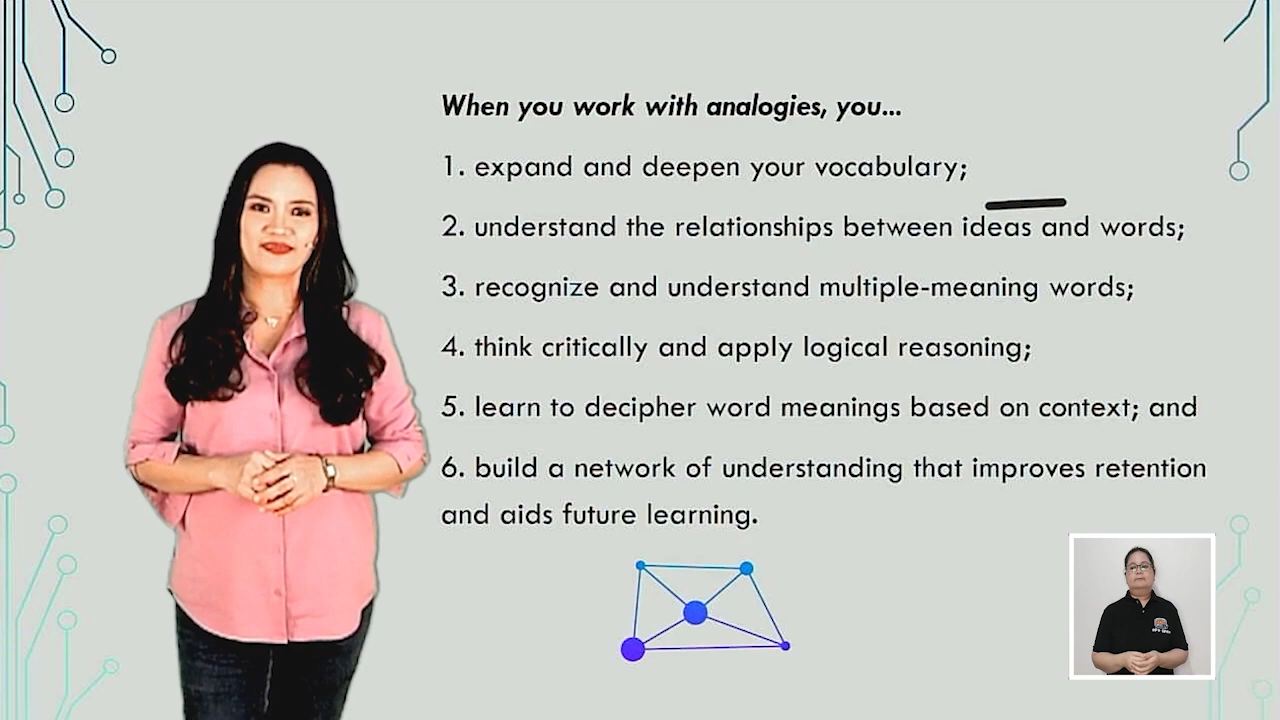 When you work with analogies, you...
1. expand and deepen your vocabulary;
2. understand the relationships between ideas and words;
3. recognize and understand multiple-meaning words;
4. think critically and apply logical reasoning;
5. learn to decipher word meanings based on context; and
6. build a network of understanding that improves retention
and aids future learning.